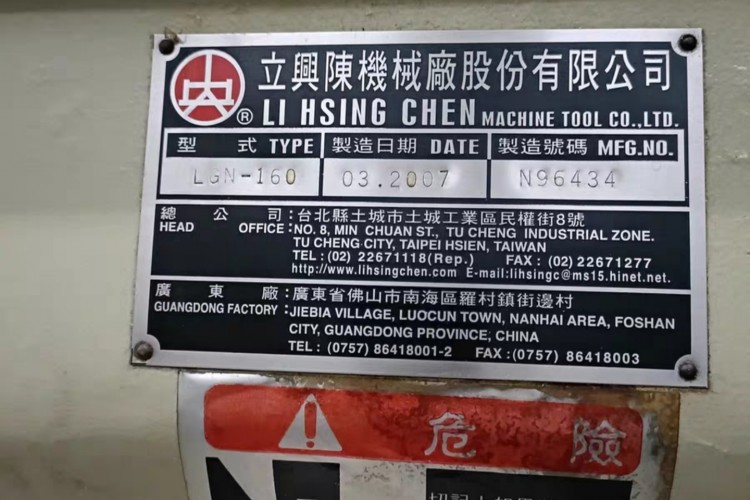 立興陳機械廠股份有限公司
® LI HSING CHEN MACHINE TOOL CO.,LTD.
型 式 TYPE 製造日期 DATE 製造號碼 MFG.NO.
LGN-160 03.2007 N96434
總 公 司:台北縣土城市土城工業區民權街8號
HEAD OFFICE:NO. 8, MIN CHUAN ST., TU CHENG INDUSTRIAL ZONE.
TU CHENG CITY, TAIPEI HSIEN, TAIWAN
TEL:(02) 22671118(Rep.) FAX:(02) 22671277
http://www.lihsingchen.com E-mail:lihsingc@ms15.hinet.net.
廣 東 廠:廣東省佛山市南海區羅村鎮街邊村
GUANGDONG FACTORY:JIEBIA VILLAGE, LUOCUN TOWN, NANHAI AREA, FOSHAN
CITY, GUANGDONG PROVINCE, CHINA
TEL:(0757) 86418001-2 FAX:(0757) 86418003
危 險